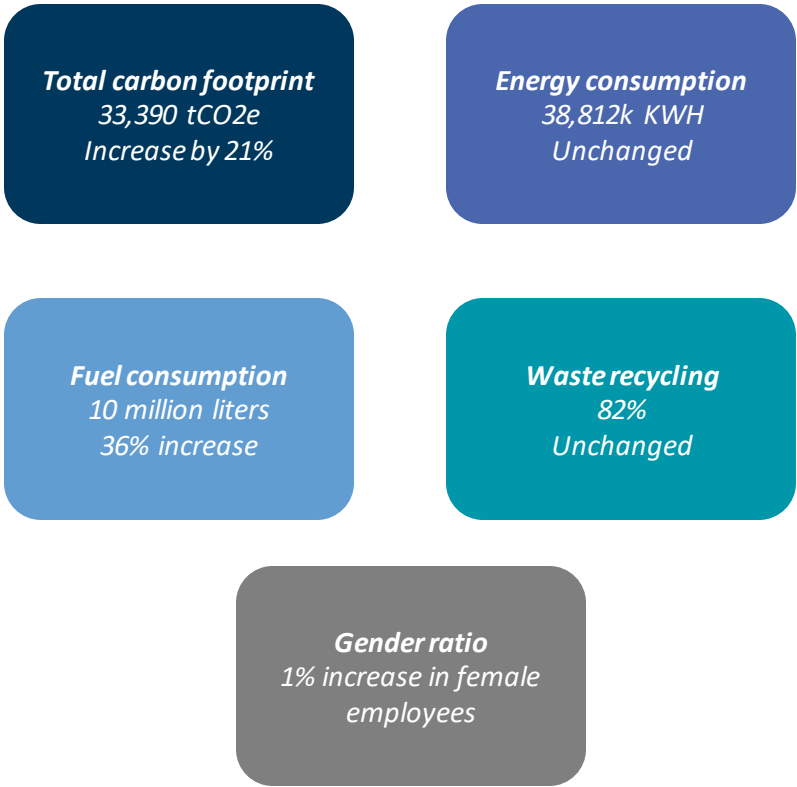 Total carbon footprint
33,390 tCO2e
Increase by 21%
Energy consumption
38,812k KWH
Unchanged
Fuel consumption
10 million liters
36% increase
Waste recycling
82%
Unchanged
Gender ratio
1% increase in female
employees